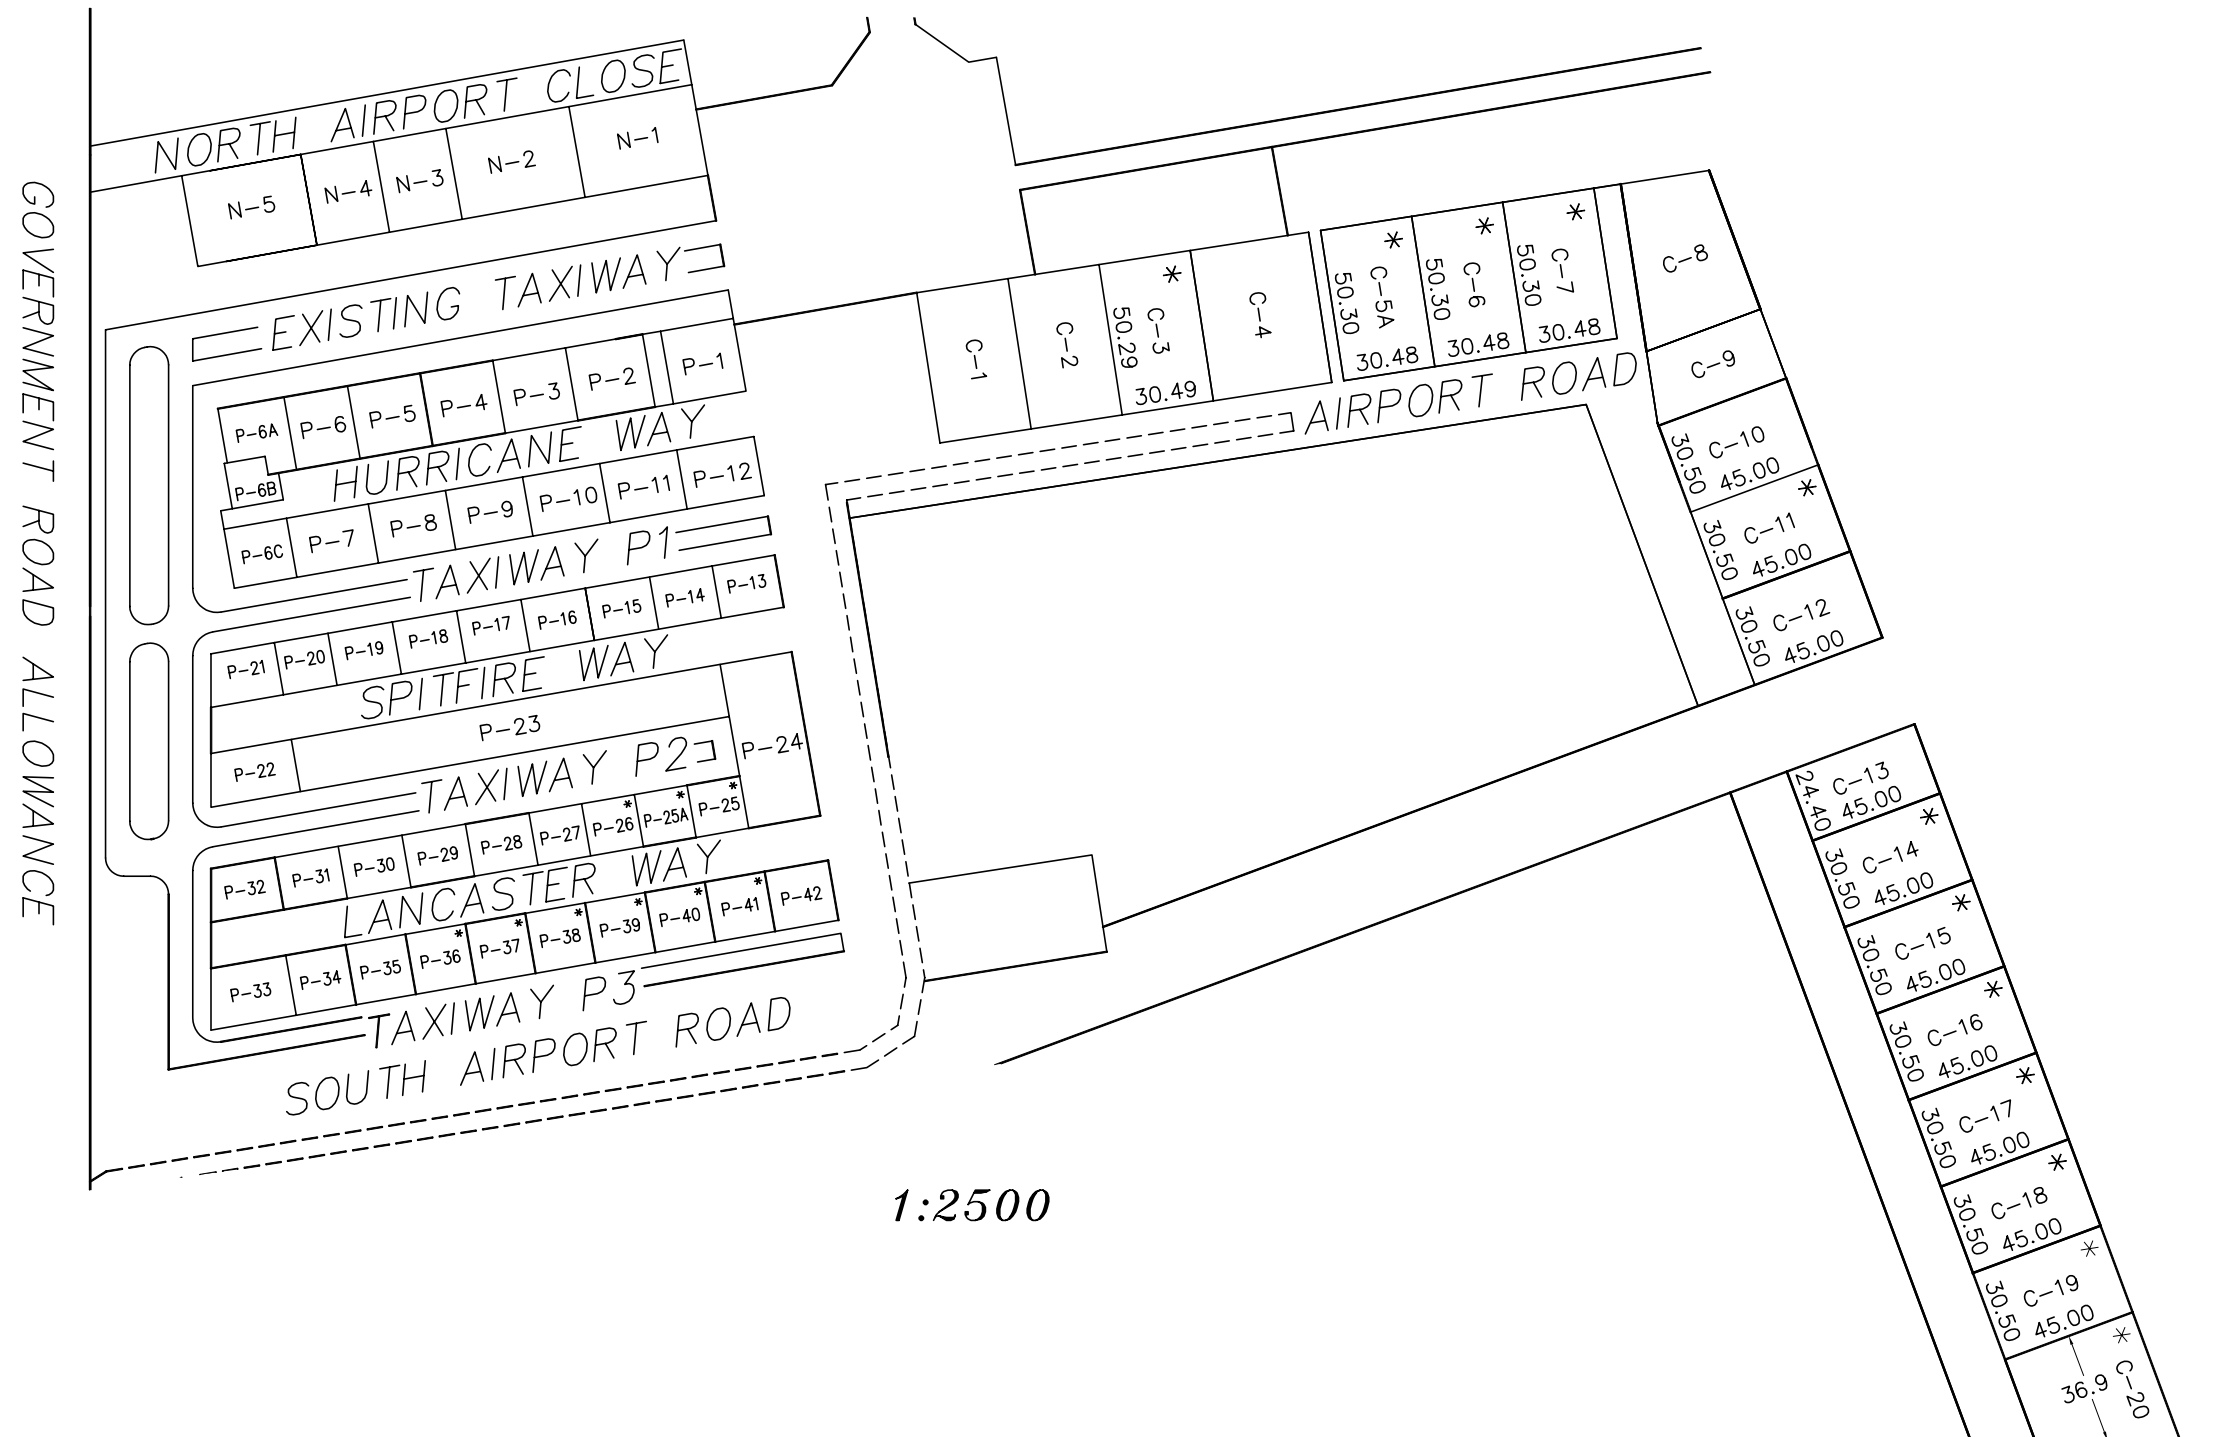 GOVERNMENT ROAD ALLOWANCE
NORTH AIRPORT CLOSE
N-5
N-4
N-3
N-2
N-1
EXISTING TAXIWAY
P-6A
P-6
P-5
P-4
P-3
P-2
P-1
P-6B
HURRICANE WAY
P-6C
P-7
P-8
P-9
P-10
P-11
P-12
TAXIWAY P1
P-21
P-20
P-19
P-18
P-17
P-16
P-15
P-14
P-13
SPITFIRE WAY
P-22
P-23
P-24
TAXIWAY P2
P-32
P-31
P-30
P-29
P-28
P-27
P-26 *
P-25A *
P-25 *
LANCASTER WAY
P-33
P-34
P-35
P-36 *
P-37 *
P-38 *
P-39 *
P-40 *
P-41 *
P-42
TAXIWAY P3
SOUTH AIRPORT ROAD
1:2500
C-1
C-2
*
C-3
50.29
30.49
C-4
*
C-5A
50.30
30.48
*
C-6
50.30
30.48
*
C-7
50.30
30.48
AIRPORT ROAD
C-8
C-9
C-10
30.50
45.00
*
C-11
30.50
45.00
C-12
30.50
45.00
C-13
24.40
45.00
*
C-14
30.50
45.00
*
C-15
30.50
45.00
*
C-16
30.50
45.00
*
C-17
30.50
45.00
*
C-18
30.50
45.00
*
C-19
30.50
45.00
*
C-20
36.9